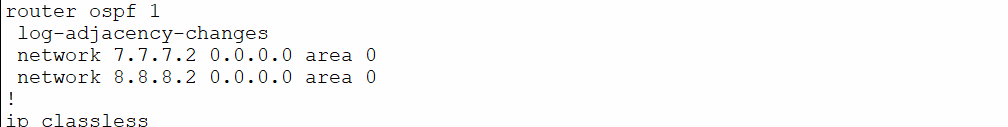 router ospf 1
 log-adjacency-changes
 network 7.7.7.2 0.0.0.0 area 0
 network 8.8.8.2 0.0.0.0 area 0
!
ip classless